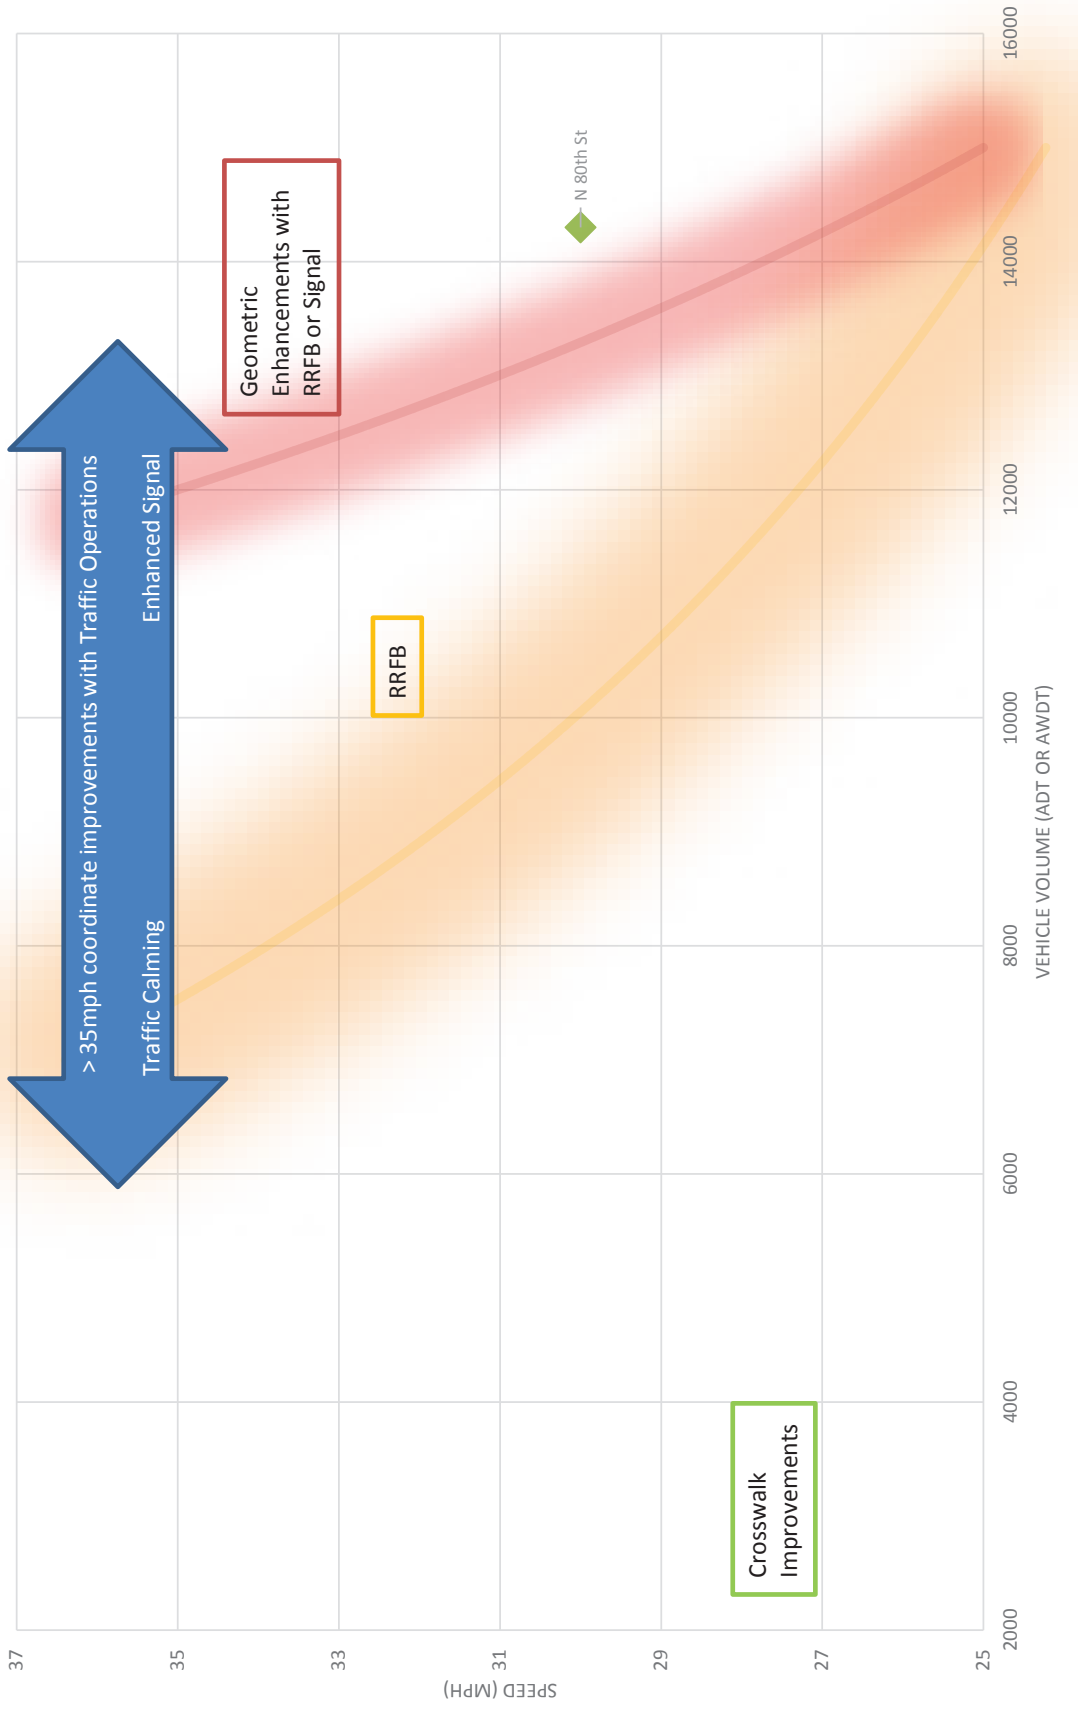 37
35
33
31
29
27
25
SPEED (MPH)
> 35mph coordinate improvements with Traffic Operations
Traffic Calming
Enhanced Signal
Geometric
Enhancements with
RRFB or Signal
RRFB
N 80th St
Crosswalk
Improvements
2000
4000
6000
8000
10000
12000
14000
16000
VEHICLE VOLUME (ADT OR AWDT)